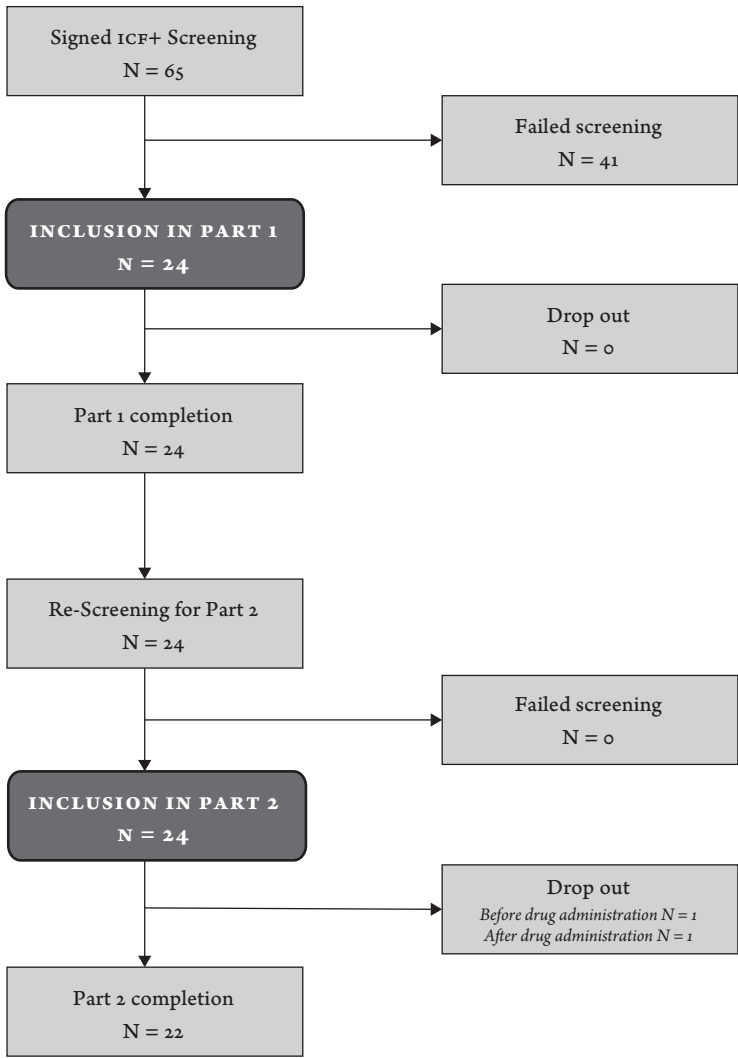 Signed ICF+ Screening
N = 65
Failed screening
N = 41
INCLUSION IN PART 1
N = 24
Drop out
N = 0
Part 1 completion
N = 24
Re-Screening for Part 2
N = 24
Failed screening
N = 0
INCLUSION IN PART 2
N = 24
Drop out
Before drug administration N = 1
After drug administration N = 1
Part 2 completion
N = 22